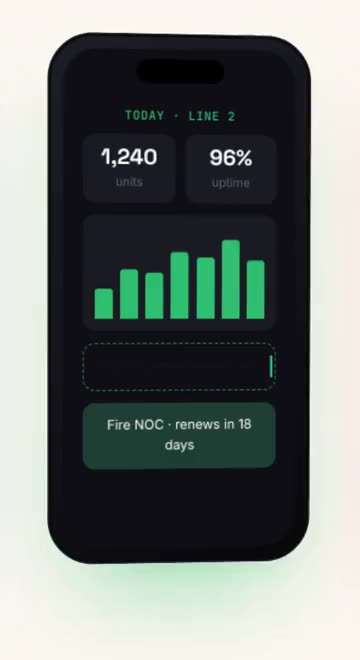 TODAY · LINE 2
1,240
units
96%
uptime
Fire NOC · renews in 18
days